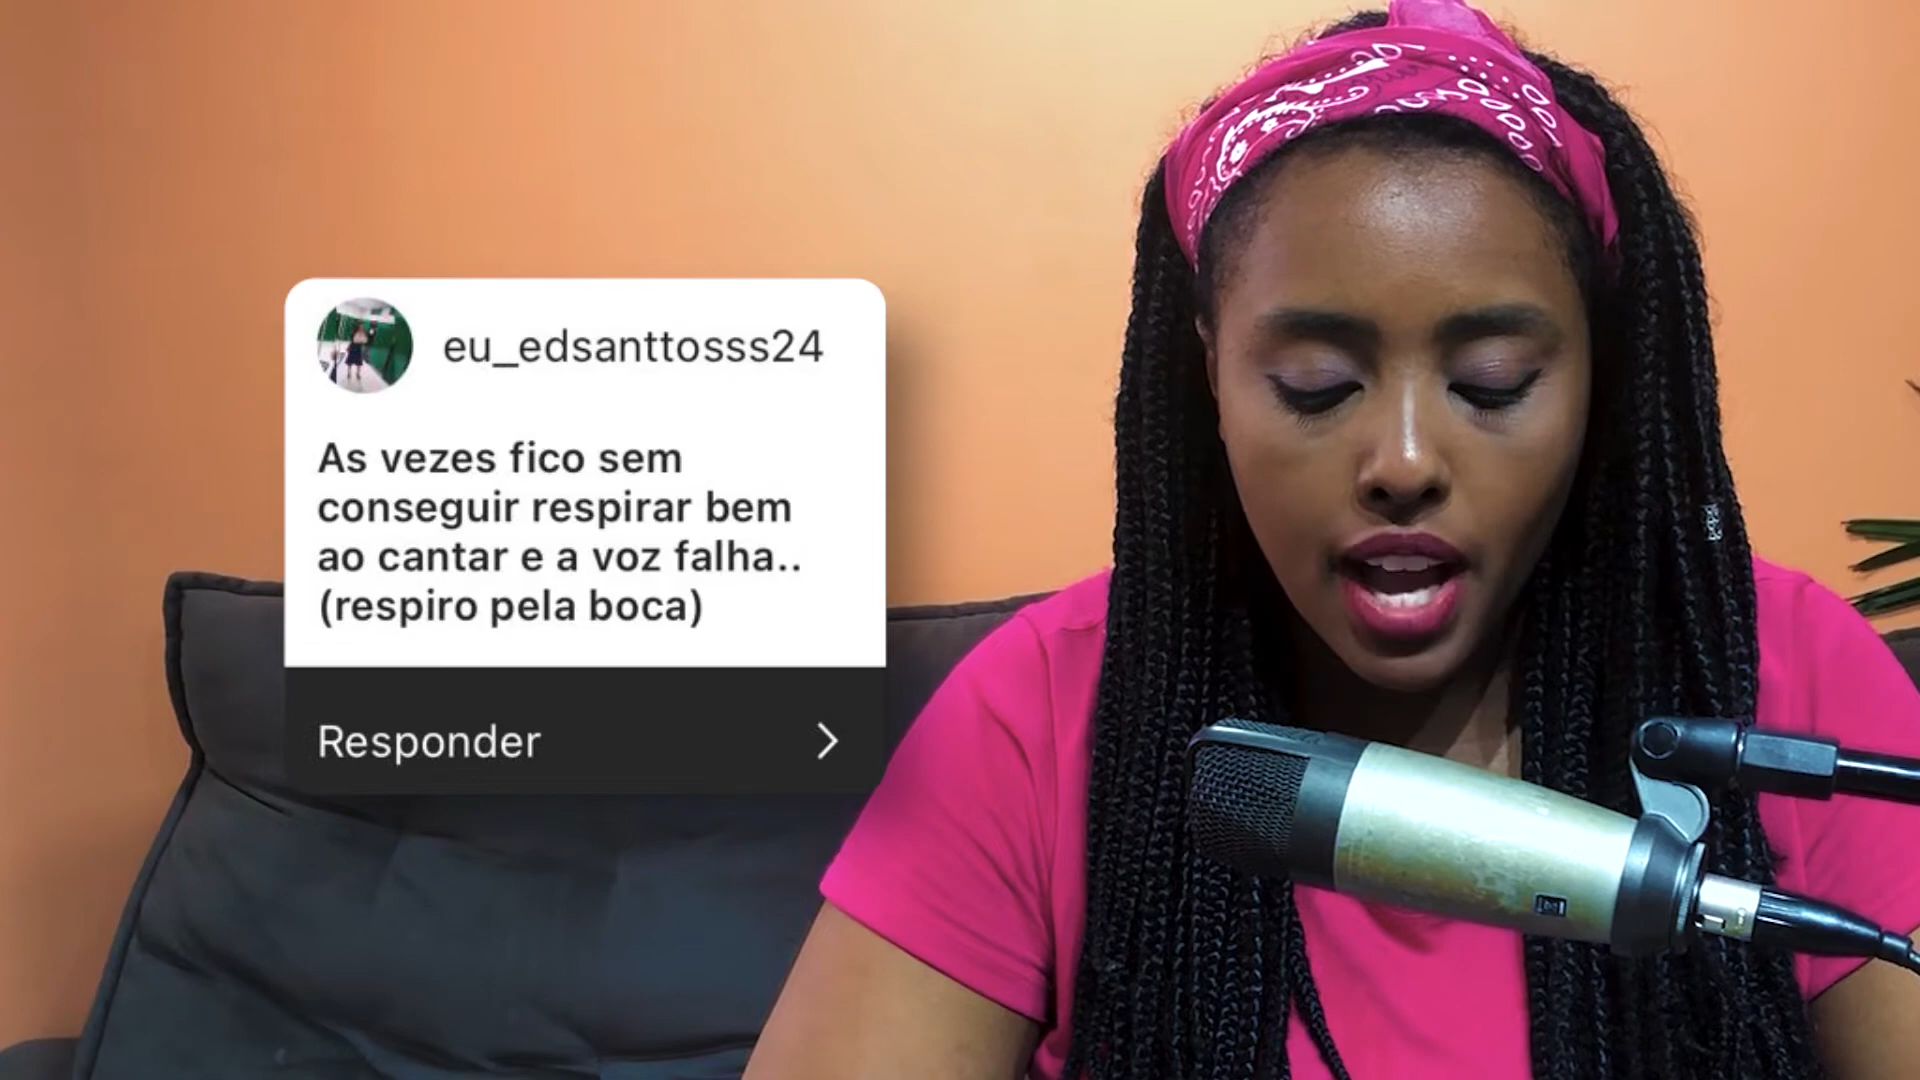 eu_edsanttosss24
As vezes fico sem
conseguir respirar bem
ao cantar e a voz falha..
(respiro pela boca)
Responder